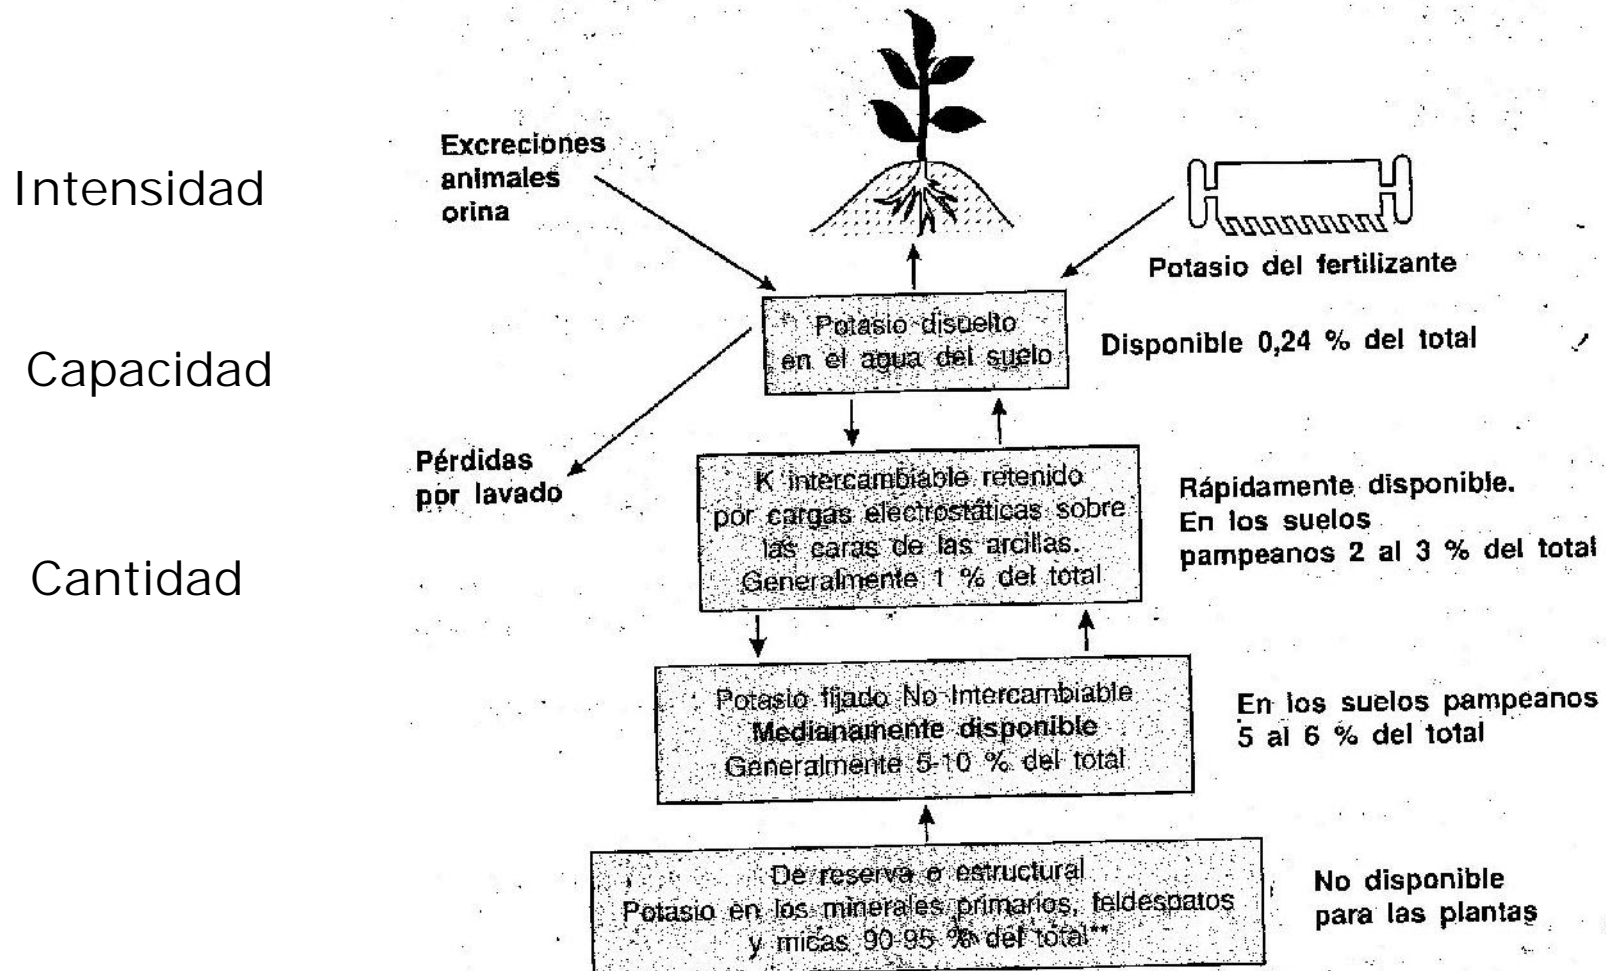 Intensidad
Capacidad
Cantidad
Excreciones
animales
orina
Potasio del fertilizante
Potasio disuelto
en el agua del suelo
Disponible 0,24 % del total
Pérdidas
por lavado
K intercambiable retenido
por cargas electrostáticas sobre
las caras de las arcillas.
Generalmente 1 % del total
Rápidamente disponible.
En los suelos
pampeanos 2 al 3 % del total
Potasio fijado No Intercambiable
Medianamente disponible
Generalmente 5-10 % del total
En los suelos pampeanos
5 al 6 % del total
De reserva o estructural
Potasio en los minerales primarios, feldespatos
y micas 90-95 % del total**
No disponible
para las plantas